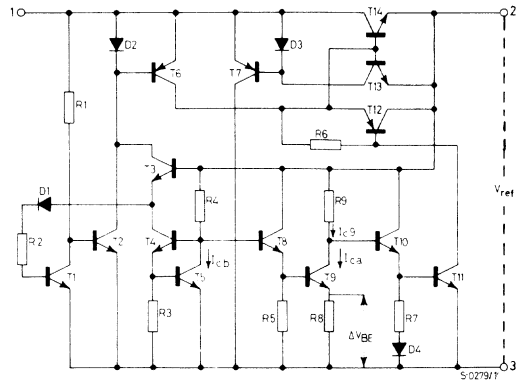 1
T14
2
D2
D3
T6
T7
T13
R1
T12
R6
T3
Vref
D1
R4
R9
Ic9
R2
T2
T4
T8
T10
T1
T5
Icb
Ica
T9
T11
R3
R5
R8
ΔVBE
R7
D4
3
S-0279/1